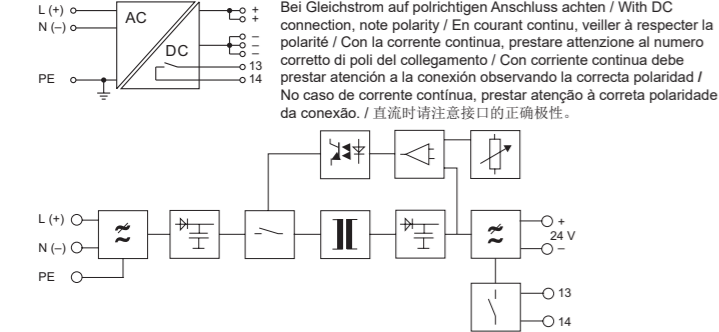 L (+)
N (–)
PE
AC
DC
+
+
–
–
–
13
14
Bei Gleichstrom auf polrichtigen Anschluss achten / With DC
connection, note polarity / En courant continu, veiller à respecter la
polarité / Con la corrente continua, prestare attenzione al numero
corretto di poli del collegamento / Con corriente continua debe
prestar atención a la conexión observando la correcta polaridad /
No caso de corrente contínua, prestar atenção à correta polaridade
da conexão. / 直流时请注意接口的正确极性。
L (+)
N (–)
PE
+
24 V
–
13
14